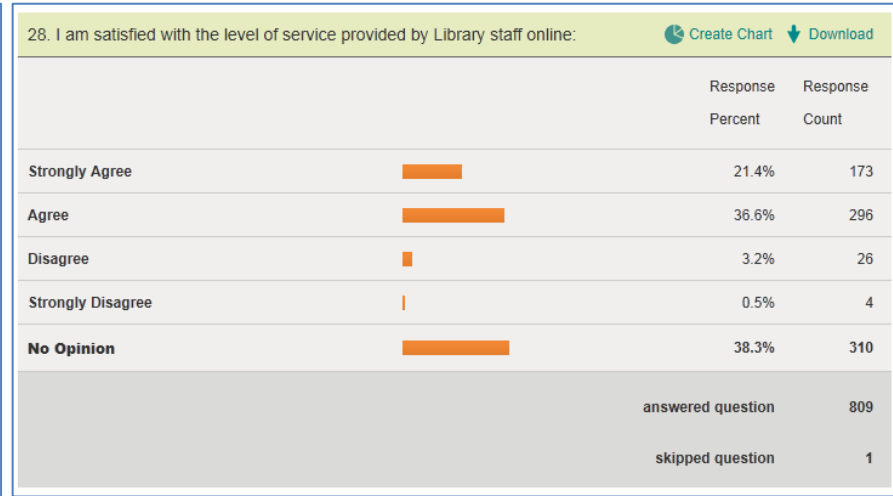 28. I am satisfied with the level of service provided by Library staff online: Create Chart Download
Response Response
Percent Count
Strongly Agree 21.4% 173
Agree 36.6% 296
Disagree 3.2% 26
Strongly Disagree 0.5% 4
No Opinion 38.3% 310
answered question 809
skipped question 1